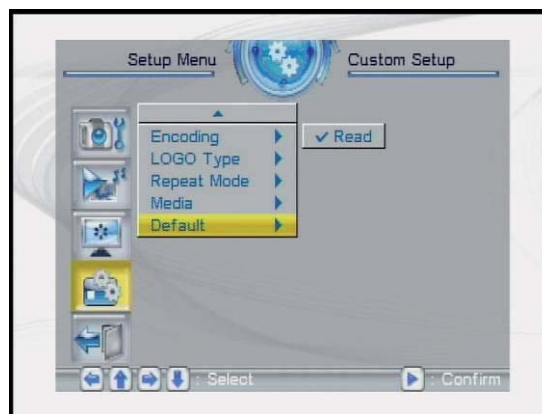 Setup Menu
Custom Setup
Encoding
✓ Read
LOGO Type
Repeat Mode
Media
Default
: Select
: Confirm